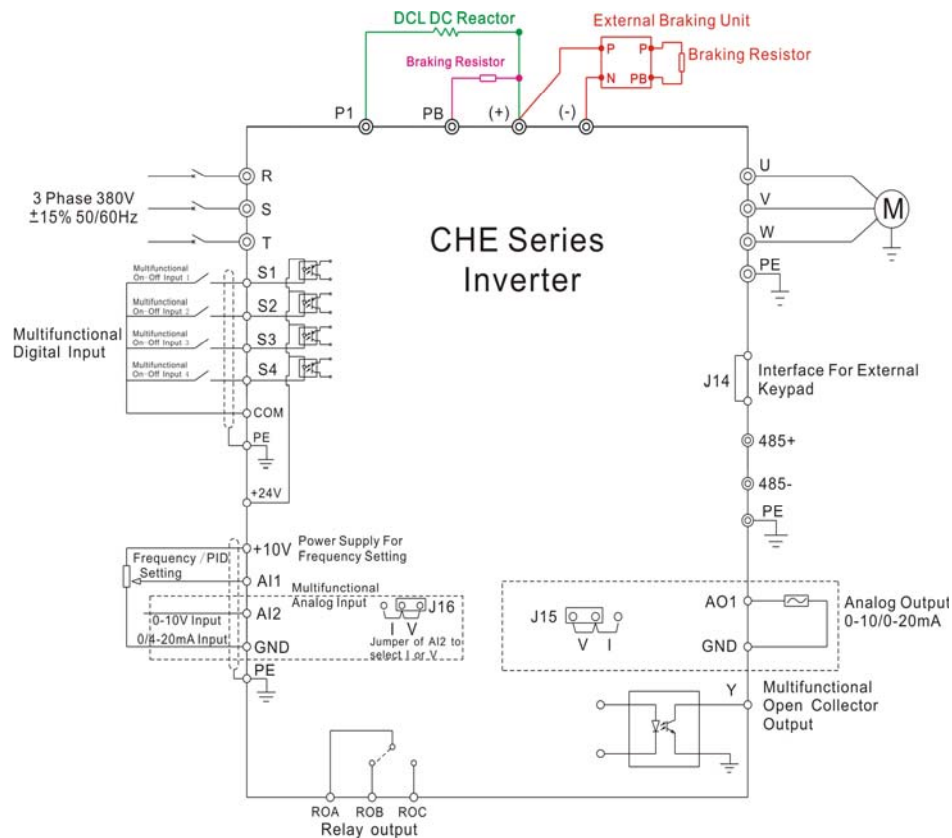 DCL DC Reactor
External Braking Unit
Braking Resistor
P
P
N
PB
Braking Resistor
P1
PB
(+)
(-)
R
S
T
3 Phase 380V
±15% 50/60Hz
U
V
W
M
PE
CHE Series
Inverter
Multifunctional
On-Off Input 1
S1
Multifunctional
On-Off Input 2
S2
Multifunctional
On-Off Input 3
S3
Multifunctional
On-Off Input 4
S4
Multifunctional
Digital Input
COM
PE
+24V
J14
Interface For External
Keypad
485+
485-
PE
+10V
Power Supply For
Frequency Setting
Frequency/PID
Setting
AI1
Multifunctional
Analog Input
0-10V Input
AI2
J16
I V
0/4-20mA Input
GND
Jumper of AI2 to
select I or V
PE
J15
V I
AO1
GND
Analog Output
0-10/0-20mA
Y
Multifunctional
Open Collector
Output
ROA ROB ROC
Relay output